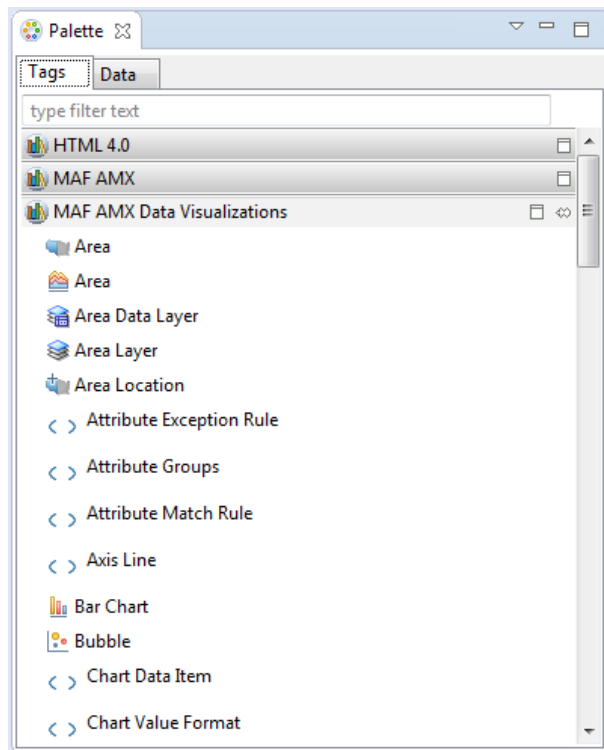 Palette
Tags Data
type filter text
HTML 4.0
MAF AMX
MAF AMX Data Visualizations
Area
Area
Area Data Layer
Area Layer
Area Location
Attribute Exception Rule
Attribute Groups
Attribute Match Rule
Axis Line
Bar Chart
Bubble
Chart Data Item
Chart Value Format